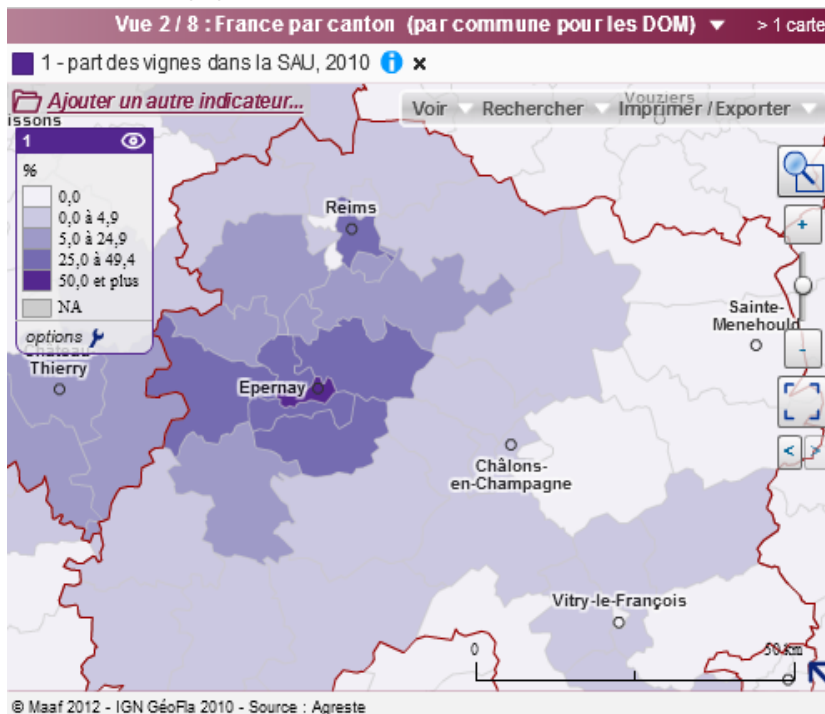 Vue 2 / 8 : France par canton (par commune pour les DOM) > 1 carte
1 - part des vignes dans la SAU, 2010
Ajouter un autre indicateur...
Voir Rechercher Imprimer / Exporter
Vouziers
issons
1
%
0,0
0,0 à 4,9
5,0 à 24,9
25,0 à 49,4
50,0 et plus
NA
options
Reims
+
Sainte-
Menehould
-
Château-
Thierry
Epernay
< >
Châlons-
en-Champagne
Vitry-le-François
0 50 km
© Maaf 2012 - IGN GéoFla 2010 - Source : Agreste